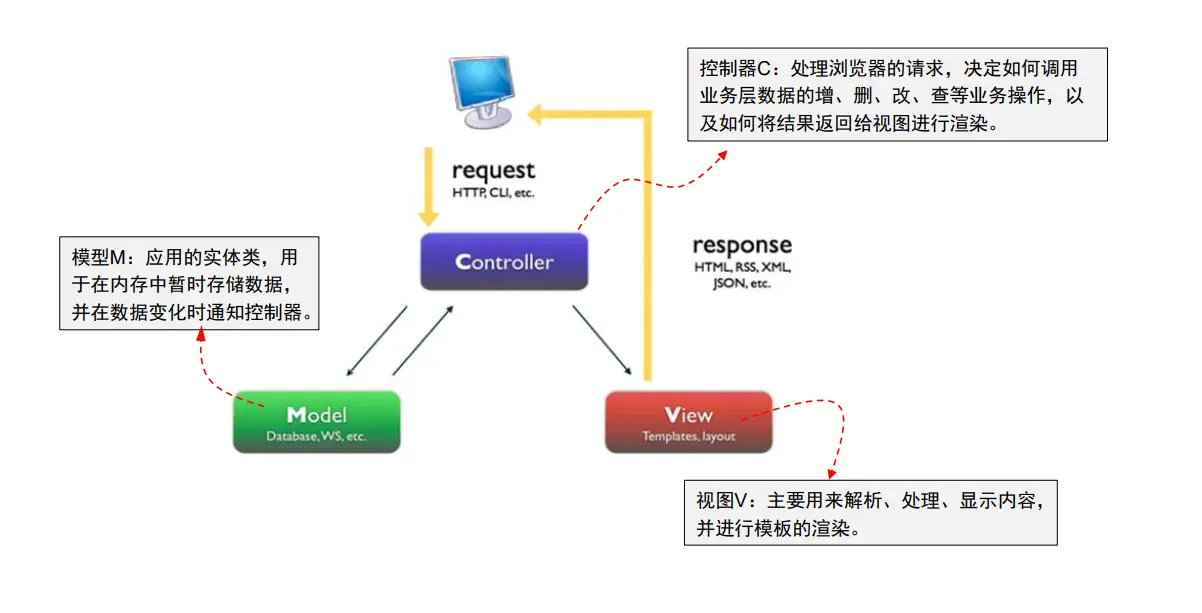 控制器C：处理浏览器的请求，决定如何调用
业务层数据的增、删、改、查等业务操作，以
及如何将结果返回给视图进行渲染。
request
HTTP, CLI, etc.
Controller
response
HTML, RSS, XML,
JSON, etc.
模型M：应用的实体类，用
于在内存中暂时存储数据，
并在数据变化时通知控制器。
Model
Database, WS, etc.
View
Templates, layout
视图V：主要用来解析、处理、显示内容，
并进行模板的渲染。